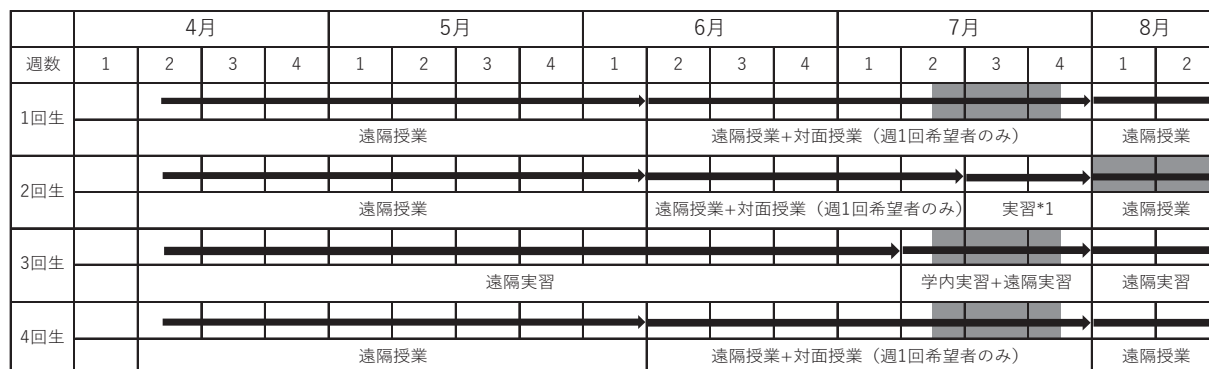 4月 5月 6月 7月 8月
週数 1 2 3 4 1 2 3 4 1 2 3 4 1 2 3 4 1 2
1回生
遠隔授業 遠隔授業+対面授業（週1回希望者のみ） 遠隔授業
2回生
遠隔授業 遠隔授業+対面授業（週1回希望者のみ） 実習*1 遠隔授業
3回生
遠隔実習 学内実習+遠隔実習 遠隔実習
4回生
遠隔授業 遠隔授業+対面授業（週1回希望者のみ） 遠隔授業